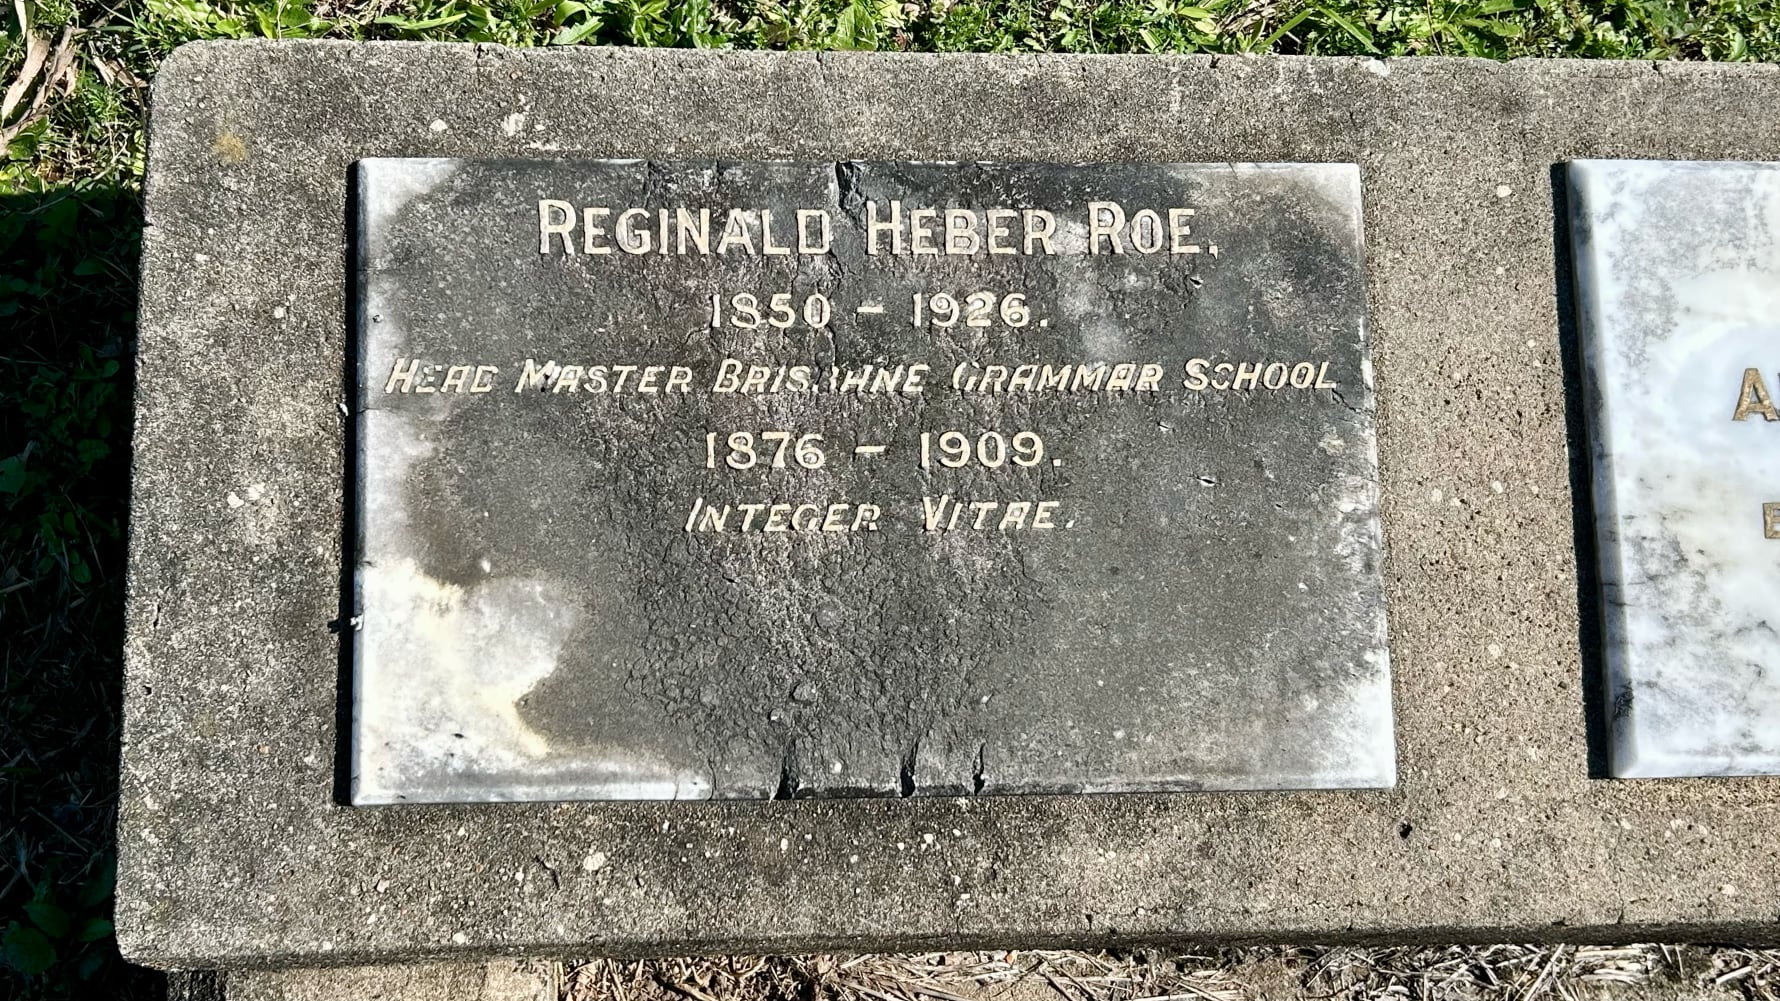 REGINALD HEBER ROE,
1850 - 1926.
HEAD MASTER BRISBANE GRAMMAR SCHOOL
1876 - 1909.
INTEGER VITAE.